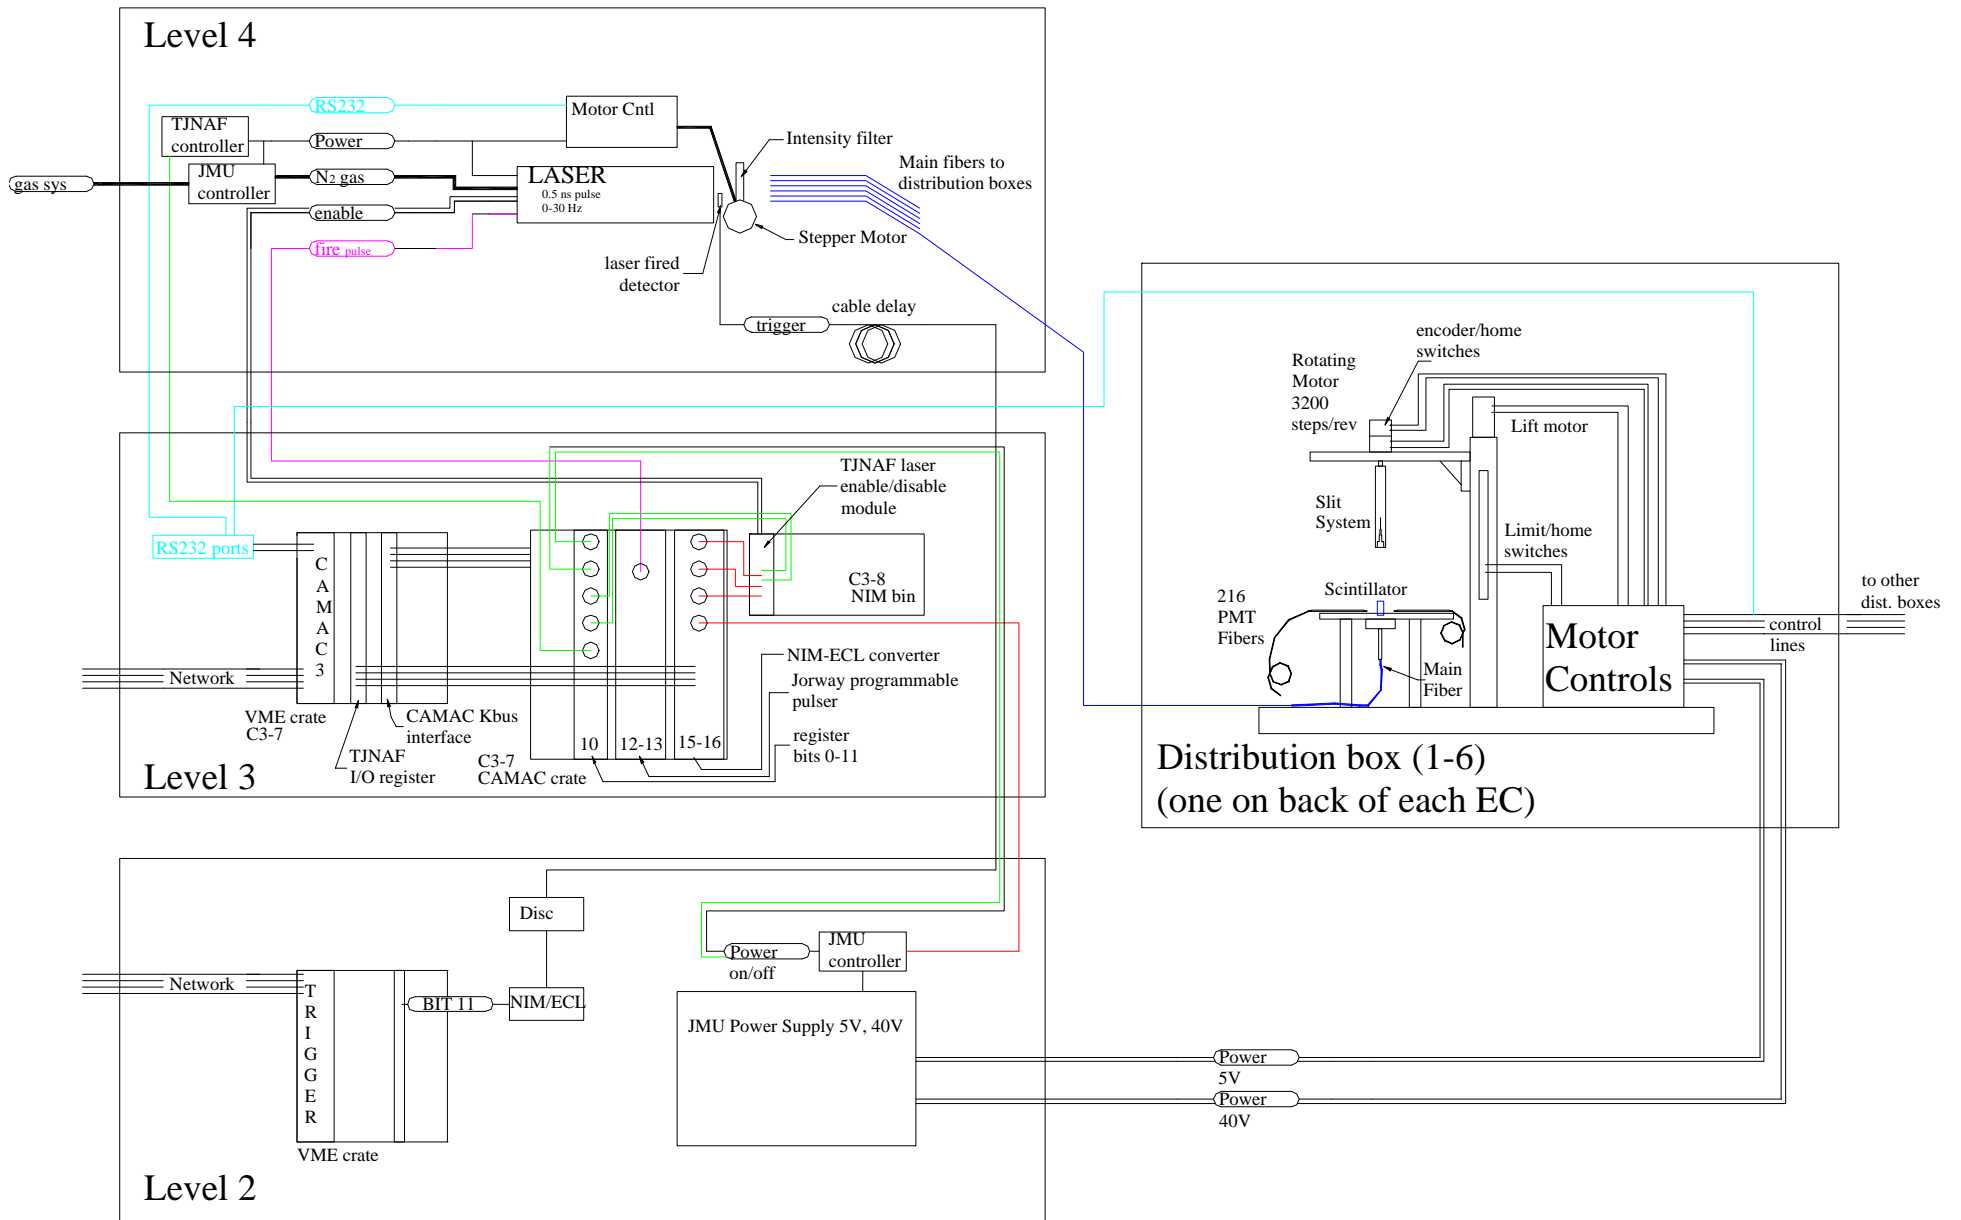 Level 4
RS232
Motor Cntl
TJNAF
controller
Power
Intensity filter
gas sys
JMU
controller
N2 gas
LASER
0.5 ns pulse
0-30 Hz
Main fibers to
distribution boxes
enable
fire pulse
Stepper Motor
laser fired
detector
cable delay
trigger
encoder/home
switches
Rotating
Motor
3200
steps/rev
Lift motor
Slit
System
Limit/home
switches
Scintillator
216
PMT
Fibers
Main
Fiber
Motor
Controls
to other
dist. boxes
control
lines
Distribution box (1-6)
(one on back of each EC)
TJNAF laser
enable/disable
module
RS232 ports
C
A
M
A
C
3
C3-8
NIM bin
Network
NIM-ECL converter
Jorway programmable
pulser
VME crate
C3-7
CAMAC Kbus
interface
TJNAF
I/O register
10
12-13
15-16
register
bits 0-11
C3-7
CAMAC crate
Level 3
Disc
Power
on/off
JMU
controller
Network
T
R
I
G
G
E
R
BIT 11
NIM/ECL
JMU Power Supply 5V, 40V
Power
5V
Power
40V
VME crate
Level 2